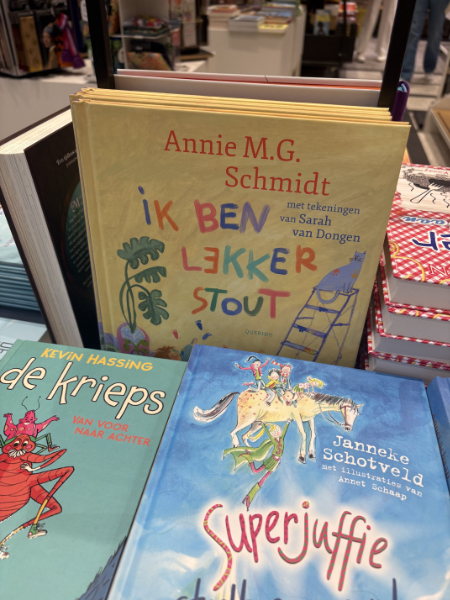 Annie M.G.
Schmidt
met tekeningen
van Sarah
van Dongen
iK BEN
LEKKER
STOUT
QUERIDO
KEVIN HASSING
de krieps
VAN VOOR
NAAR ACHTER
Janneke
Schotveld
met illustraties van
Annet Schaap
Superjuffie